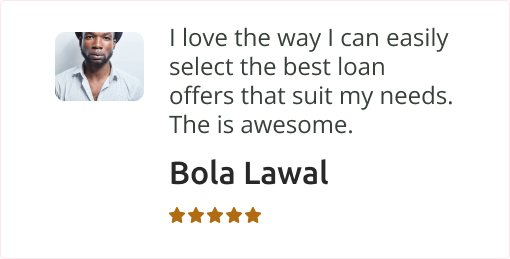 I love the way I can easily
select the best loan
offers that suit my needs.
The is awesome.
Bola Lawal